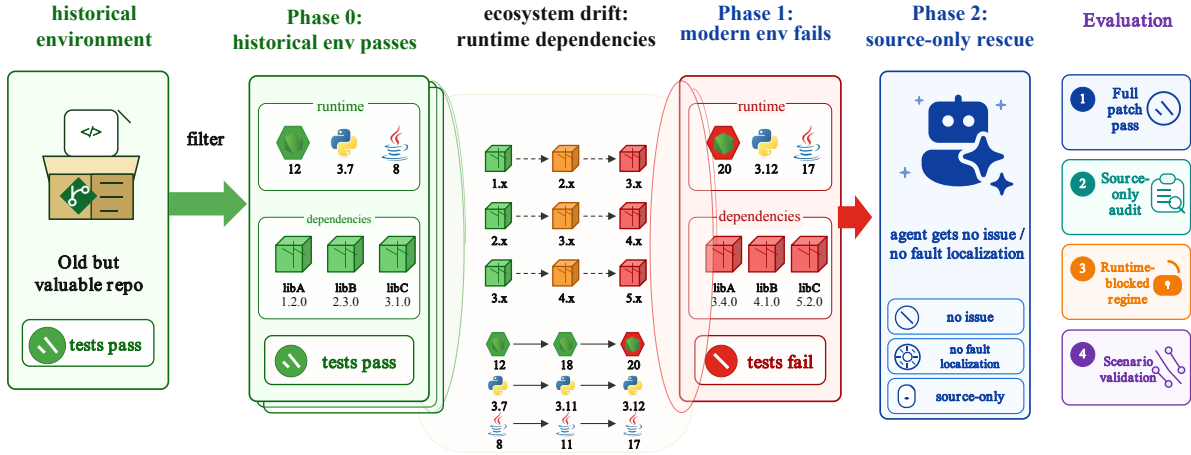 historical
environment
</>
Old but
valuable repo
tests pass
filter
Phase 0:
historical env passes
runtime
12
3.7
8
dependencies
libA
libB
libC
1.2.0
2.3.0
3.1.0
tests pass
ecosystem drift:
runtime dependencies
1.x
2.x
3.x
2.x
3.x
4.x
3.x
4.x
5.x
12
18
20
3.7
3.11
3.12
8
11
17
Phase 1:
modern env fails
runtime
20
3.12
17
dependencies
libA
libB
libC
3.4.0
4.1.0
5.2.0
tests fail
Phase 2:
source-only rescue
agent gets no issue /
no fault localization
no issue
no fault
localization
source-only
Evaluation
1
Full
patch
pass
2
Source-
only
audit
3
Runtime-
blocked
regime
4
Scenario
validation